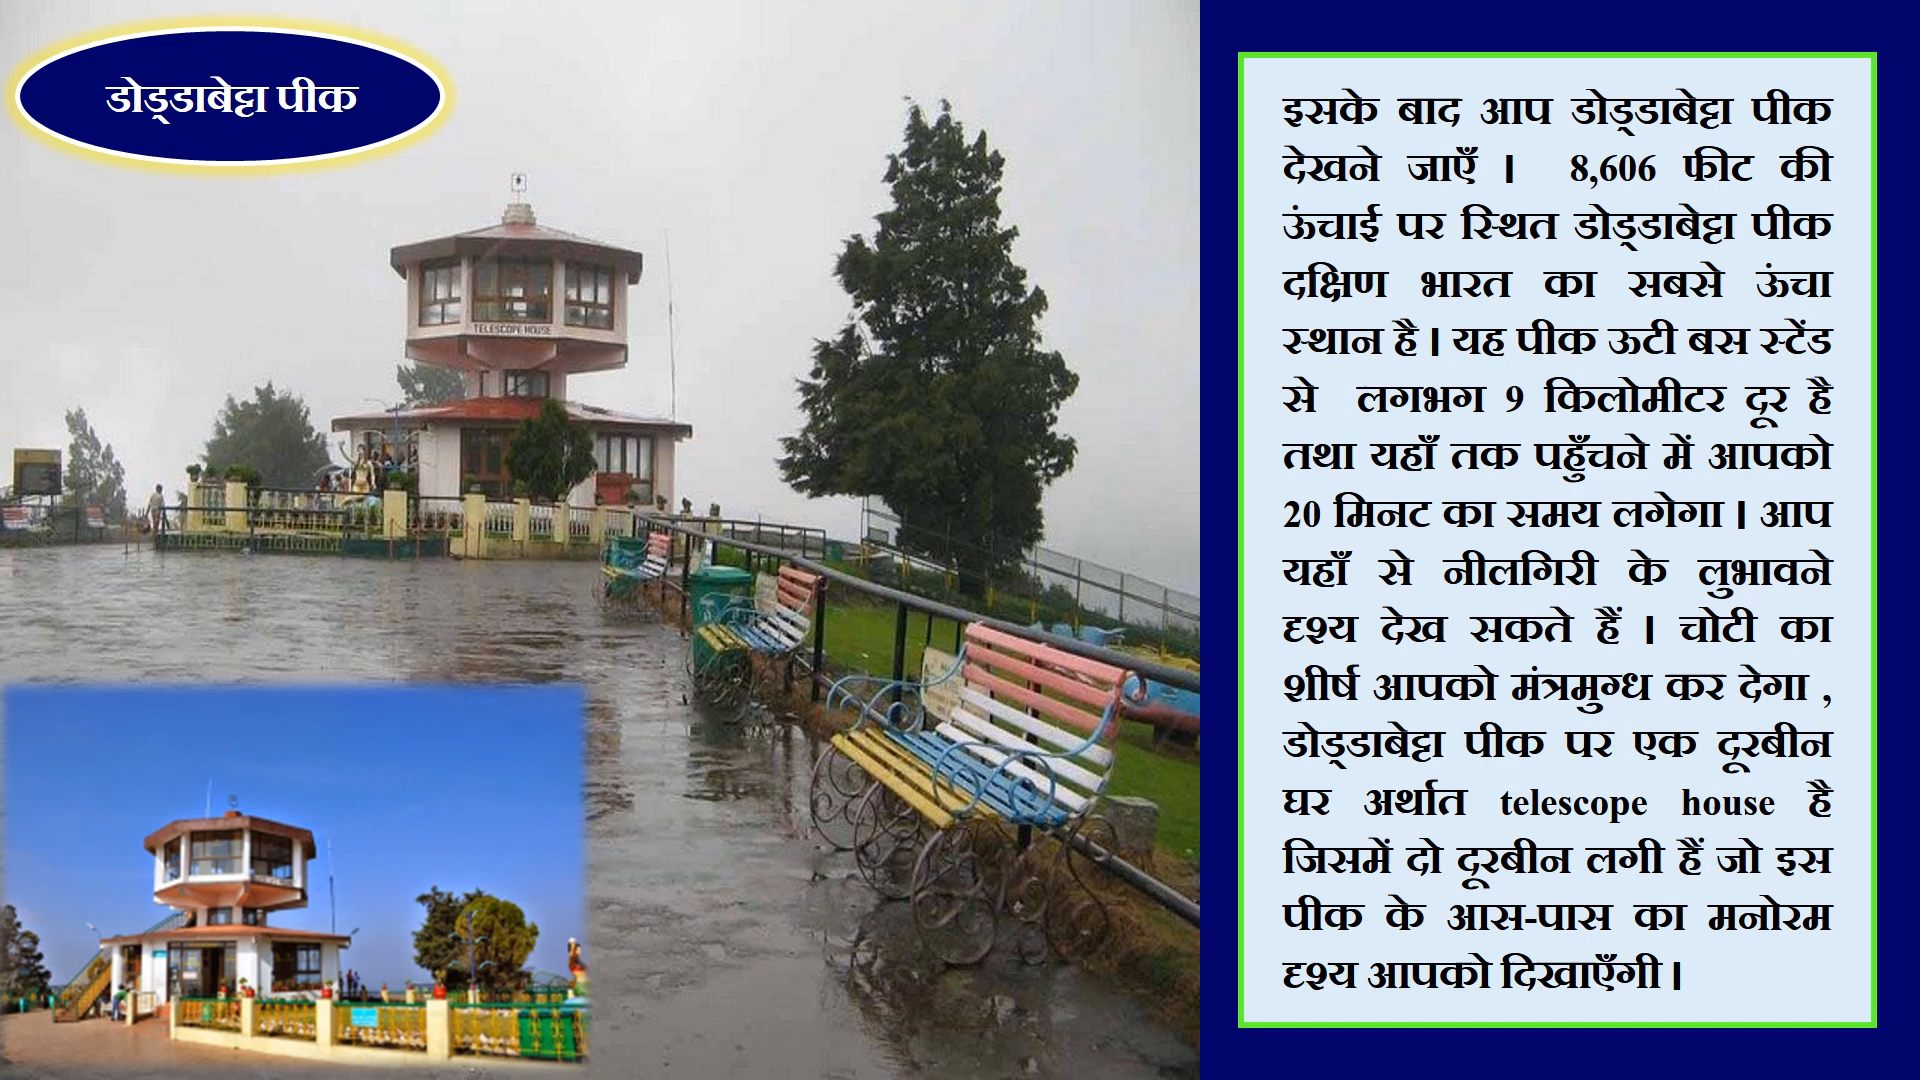 डोड्डाबेट्टा पीक
TELESCOPE HOUSE
इसके बाद आप डोड्डाबेट्टा पीक
देखने जाएँ । 8,606 फीट की
ऊंचाई पर स्थित डोड्डाबेट्टा पीक
दक्षिण भारत का सबसे ऊंचा
स्थान है । यह पीक ऊटी बस स्टेंड
से लगभग 9 किलोमीटर दूर है
तथा यहाँ तक पहुँचने में आपको
20 मिनट का समय लगेगा । आप
यहाँ से नीलगिरी के लुभावने
दृश्य देख सकते हैं । चोटी का
शीर्ष आपको मंत्रमुग्ध कर देगा ,
डोड्डाबेट्टा पीक पर एक दूरबीन
घर अर्थात telescope house है
जिसमें दो दूरबीन लगी हैं जो इस
पीक के आस-पास का मनोरम
दृश्य आपको दिखाएँगी ।